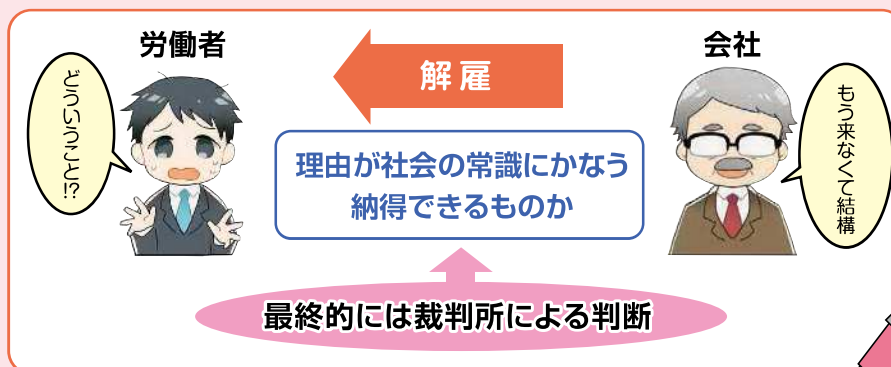 労働者
解雇
会社
どういうこと!?
もう来なくて結構
理由が社会の常識にかなう
納得できるものか
最終的には裁判所による判断